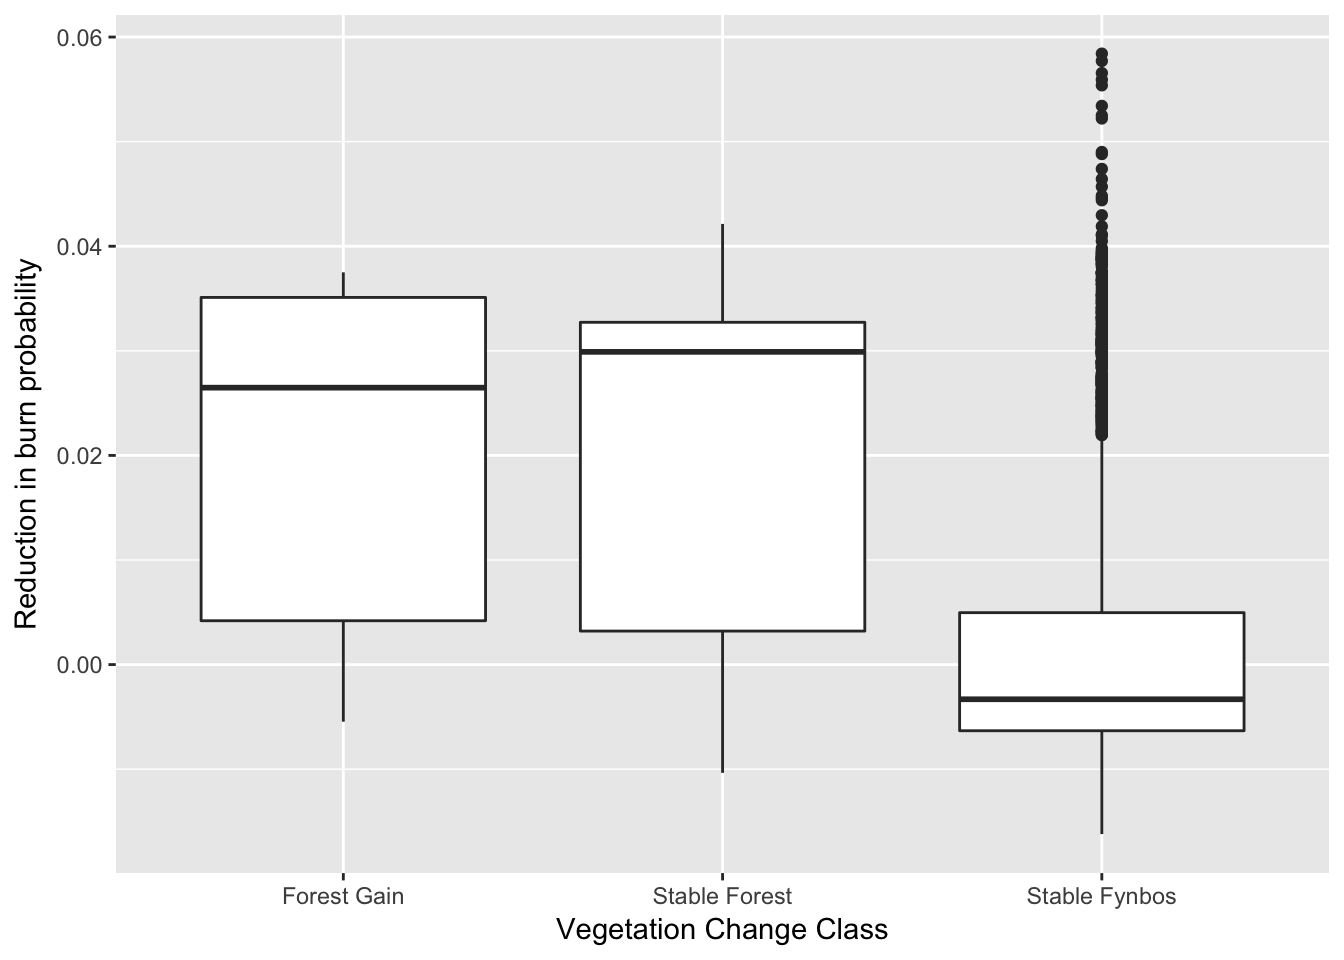 Reduction in burn probability
0.06
0.04
0.02
0.00
Forest Gain
Stable Forest
Stable Fynbos
Vegetation Change Class